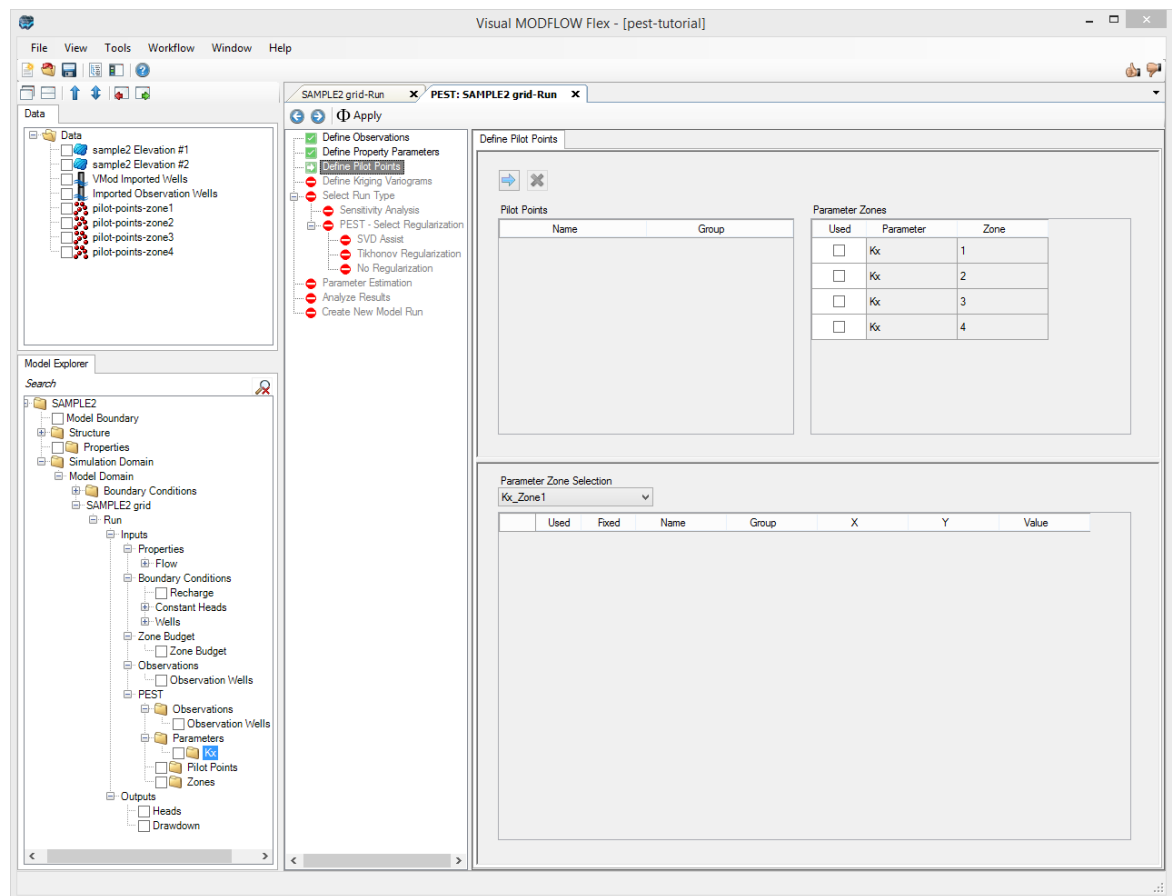 Visual MODFLOW Flex - [pest-tutorial]
File View Tools Workflow Window Help
SAMPLE2 grid-Run
PEST: SAMPLE2 grid-Run
Data
Φ Apply
Data
sample2 Elevation #1
sample2 Elevation #2
VMod Imported Wells
Imported Observation Wells
pilot-points-zone1
pilot-points-zone2
pilot-points-zone3
pilot-points-zone4
Model Explorer
Search
SAMPLE2
Model Boundary
Structure
Properties
Simulation Domain
Model Domain
Boundary Conditions
SAMPLE2 grid
Run
Inputs
Properties
Flow
Boundary Conditions
Recharge
Constant Heads
Wells
Zone Budget
Zone Budget
Observations
Observation Wells
PEST
Observations
Observation Wells
Parameters
Kx
Pilot Points
Zones
Outputs
Heads
Drawdown
Define Observations
Define Property Parameters
Define Pilot Points
Define Kriging Variograms
Select Run Type
Sensitivity Analysis
PEST - Select Regularization
SVD Assist
Tikhonov Regularization
No Regularization
Parameter Estimation
Analyze Results
Create New Model Run
Define Pilot Points
Pilot Points
Name Group
Parameter Zones
Used Parameter Zone
Kx 1
Kx 2
Kx 3
Kx 4
Parameter Zone Selection
Kx_Zone1
Used Fixed Name Group X Y Value